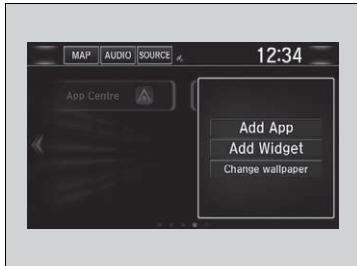 MAP AUDIO SOURCE 12:34
App Centre
Add App
Add Widget
Change wallpaper